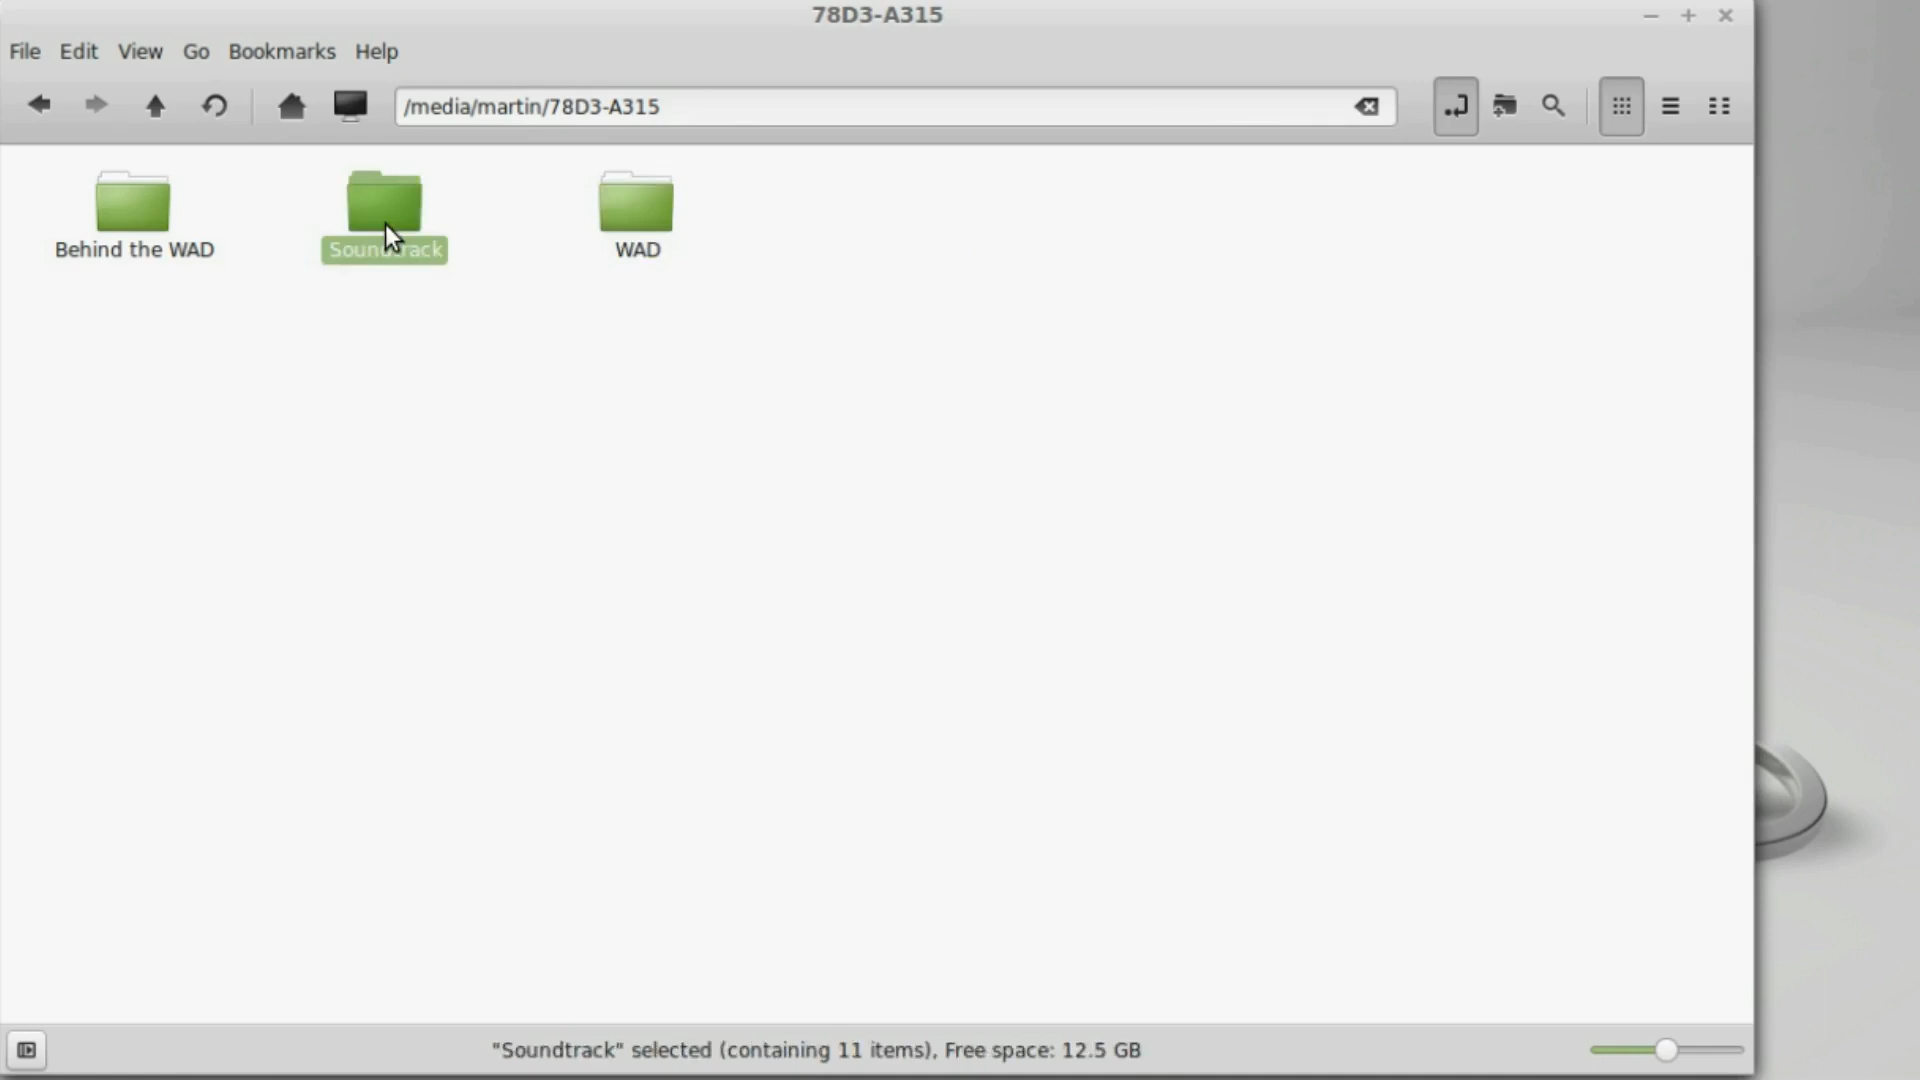 78D3-A315
File Edit View Go Bookmarks Help
/media/martin/78D3-A315
Behind the WAD Soundtrack WAD
"Soundtrack" selected (containing 11 items), Free space: 12.5 GB